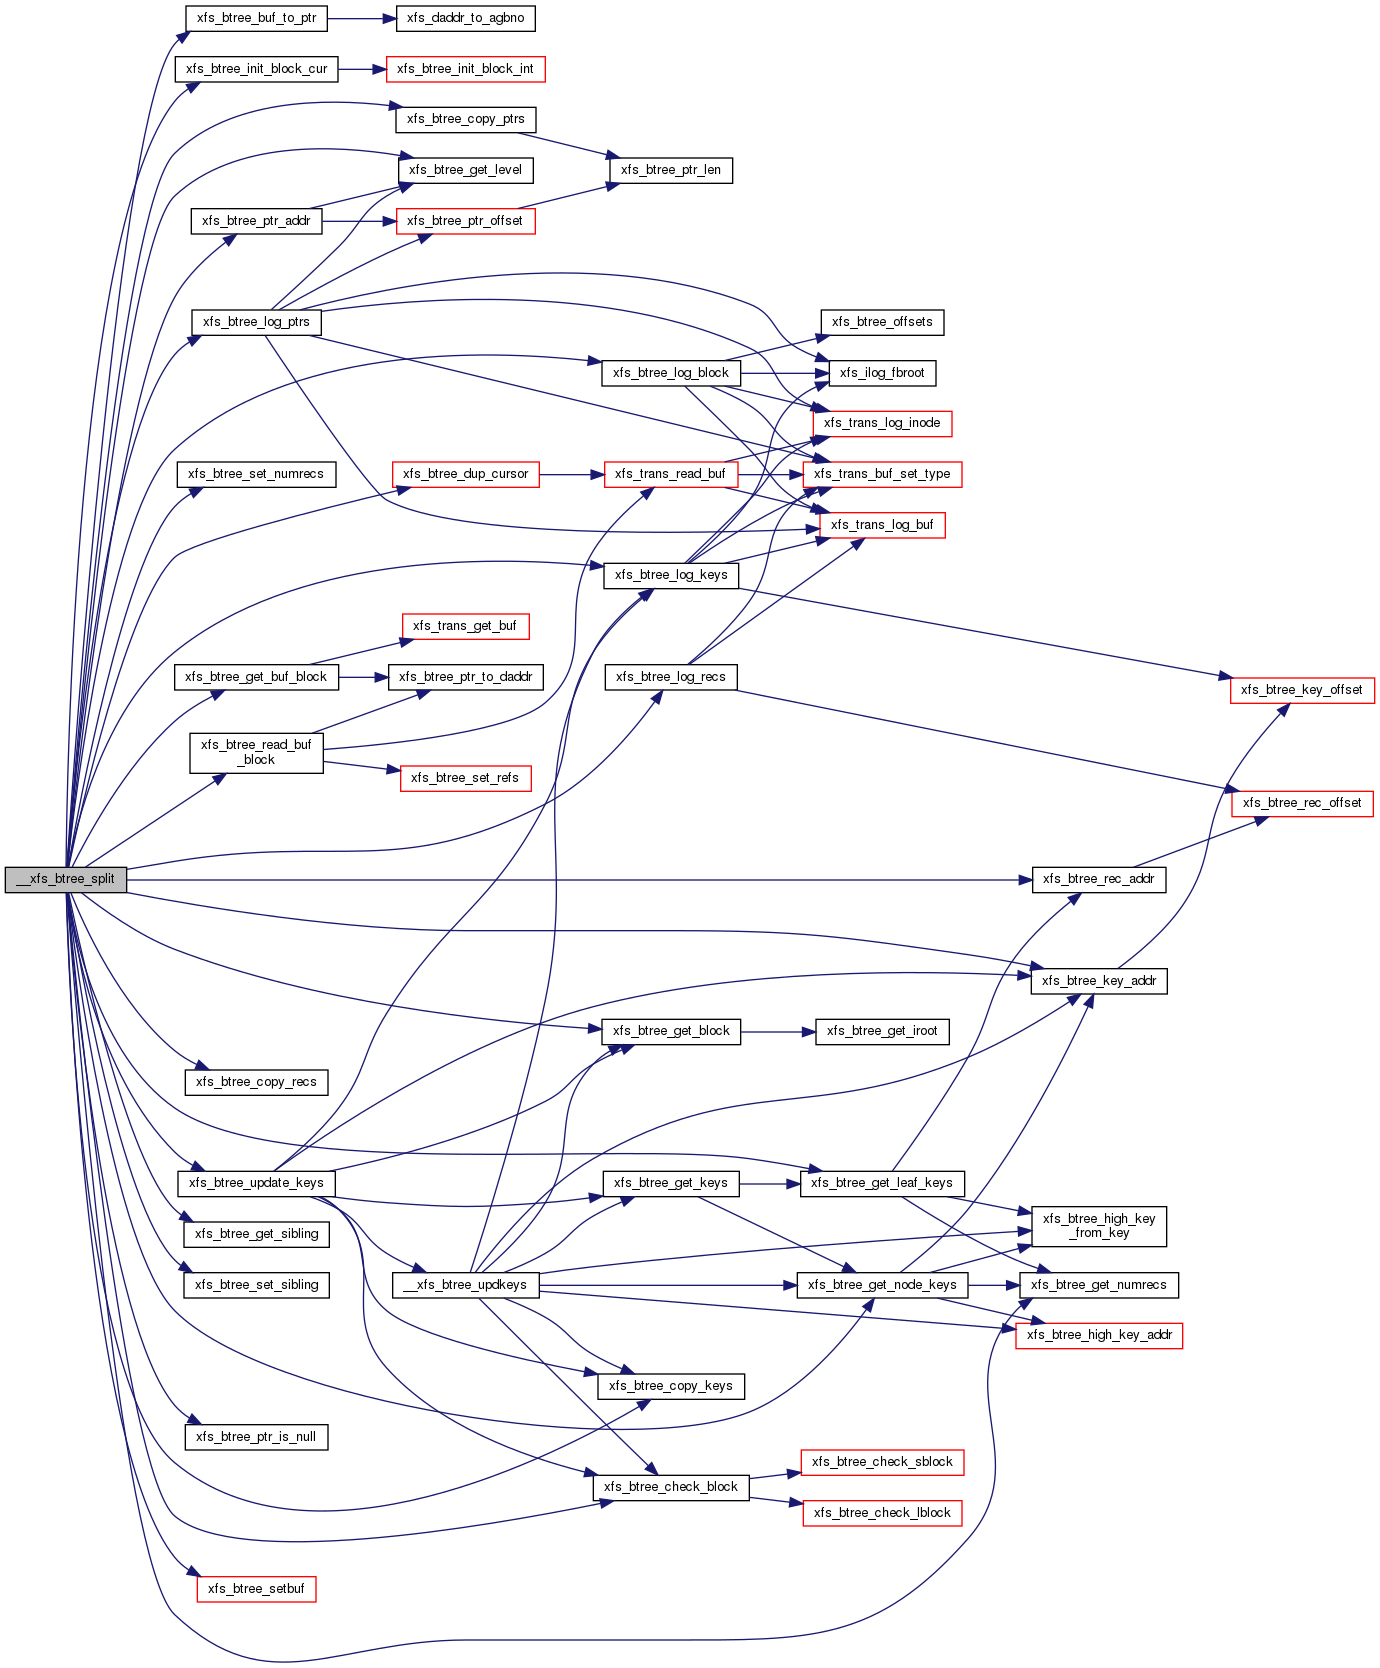 xfs_btree_buf_to_ptr
xfs_daddr_to_agbno
xfs_btree_init_block_cur
xfs_btree_init_block_int
xfs_btree_copy_ptrs
xfs_btree_get_level
xfs_btree_ptr_len
xfs_btree_ptr_addr
xfs_btree_ptr_offset
xfs_btree_log_ptrs
xfs_btree_offsets
xfs_btree_log_block
xfs_ilog_fbroot
xfs_trans_log_inode
xfs_btree_set_numrecs
xfs_btree_dup_cursor
xfs_trans_read_buf
xfs_trans_buf_set_type
xfs_trans_log_buf
xfs_btree_log_keys
xfs_trans_get_buf
xfs_btree_get_buf_block
xfs_btree_ptr_to_daddr
xfs_btree_log_recs
xfs_btree_key_offset
xfs_btree_read_buf
_block
xfs_btree_set_refs
xfs_btree_rec_offset
__xfs_btree_split
xfs_btree_rec_addr
xfs_btree_key_addr
xfs_btree_get_block
xfs_btree_get_iroot
xfs_btree_copy_recs
xfs_btree_update_keys
xfs_btree_get_keys
xfs_btree_get_leaf_keys
xfs_btree_high_key
_from_key
xfs_btree_get_sibling
xfs_btree_set_sibling
__xfs_btree_updkeys
xfs_btree_get_node_keys
xfs_btree_get_numrecs
xfs_btree_high_key_addr
xfs_btree_copy_keys
xfs_btree_ptr_is_null
xfs_btree_check_sblock
xfs_btree_check_block
xfs_btree_check_lblock
xfs_btree_setbuf